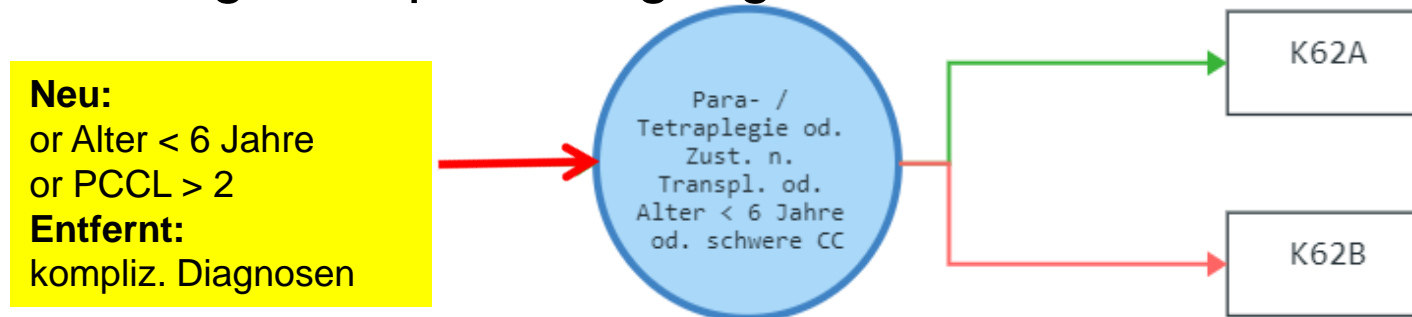 Neu:
or Alter < 6 Jahre
or PCCL > 2
Entfernt:
kompliz. Diagnosen
Para- /
Tetraplegie od.
Zust. n.
Transpl. od.
Alter < 6 Jahre
od. schwere CC
K62A
K62B